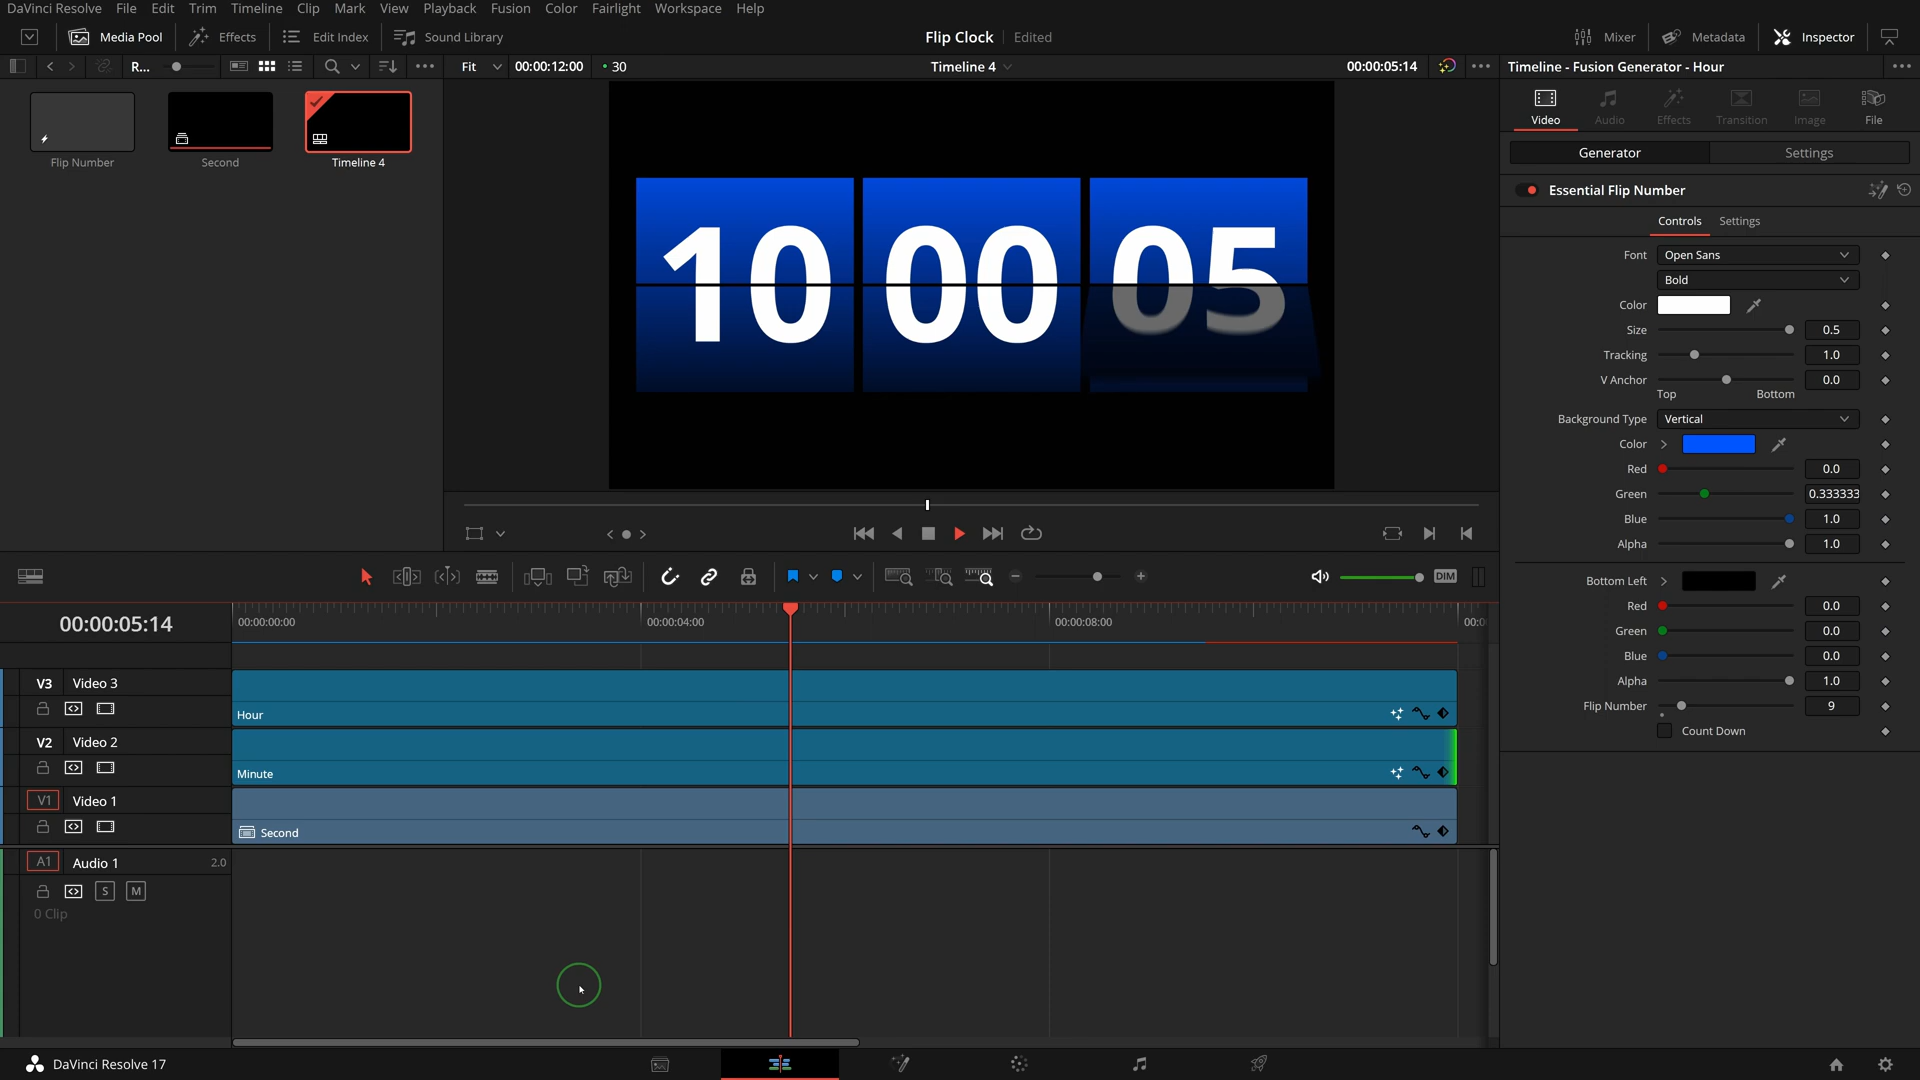 DaVinci Resolve File Edit Trim Timeline Clip Mark View Playback Fusion Color Fairlight Workspace Help
Media Pool Effects Edit Index Sound Library Flip Clock Edited Mixer Metadata Inspector
R... Fit 00:00:12:00 30 Timeline 4 00:00:05:14 Timeline - Fusion Generator - Hour
Video Audio Effects Transition Image File
Flip Number Second Timeline 4
Generator Settings
Essential Flip Number
Controls Settings
Font Open Sans
Bold
Color
Size 0.5
Tracking 1.0
V Anchor 0.0
Top Bottom
Background Type Vertical
Color
Red 0.0
Green 0.333333
Blue 1.0
Alpha 1.0
Bottom Left
Red 0.0
Green 0.0
Blue 0.0
Alpha 1.0
Flip Number 9
Count Down
10 00 05
DIM
00:00:05:14 00:00:00:00 00:00:04:00 00:00:08:00 00:0
V3 Video 3
Hour
V2 Video 2
Minute
V1 Video 1
Second
A1 Audio 1 2.0
S M
0 Clip
DaVinci Resolve 17